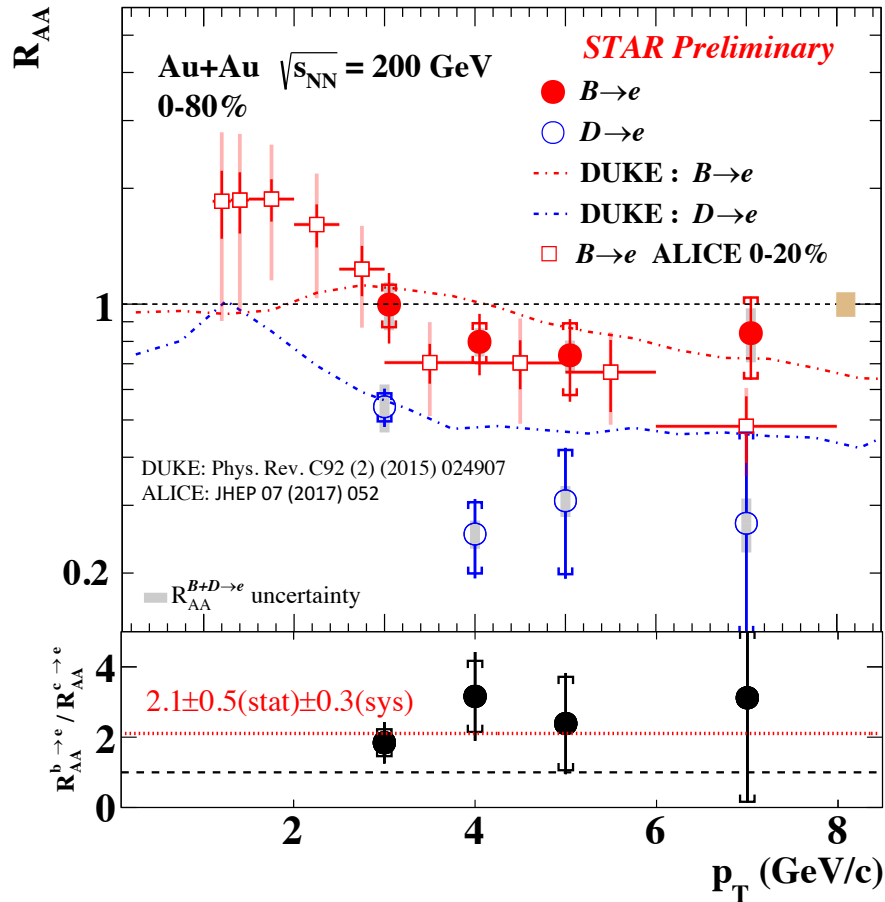 R_AA
STAR Preliminary
Au+Au √s_NN = 200 GeV
0-80%
B→e
D→e
DUKE : B→e
DUKE : D→e
B→e ALICE 0-20%
1
DUKE: Phys. Rev. C92 (2) (2015) 024907
ALICE: JHEP 07 (2017) 052
0.2
R_AA^B+D→e uncertainty
R_AA^b→e / R_AA^c→e
4
2.1±0.5(stat)±0.3(sys)
2
0
2 4 6 8
p_T (GeV/c)